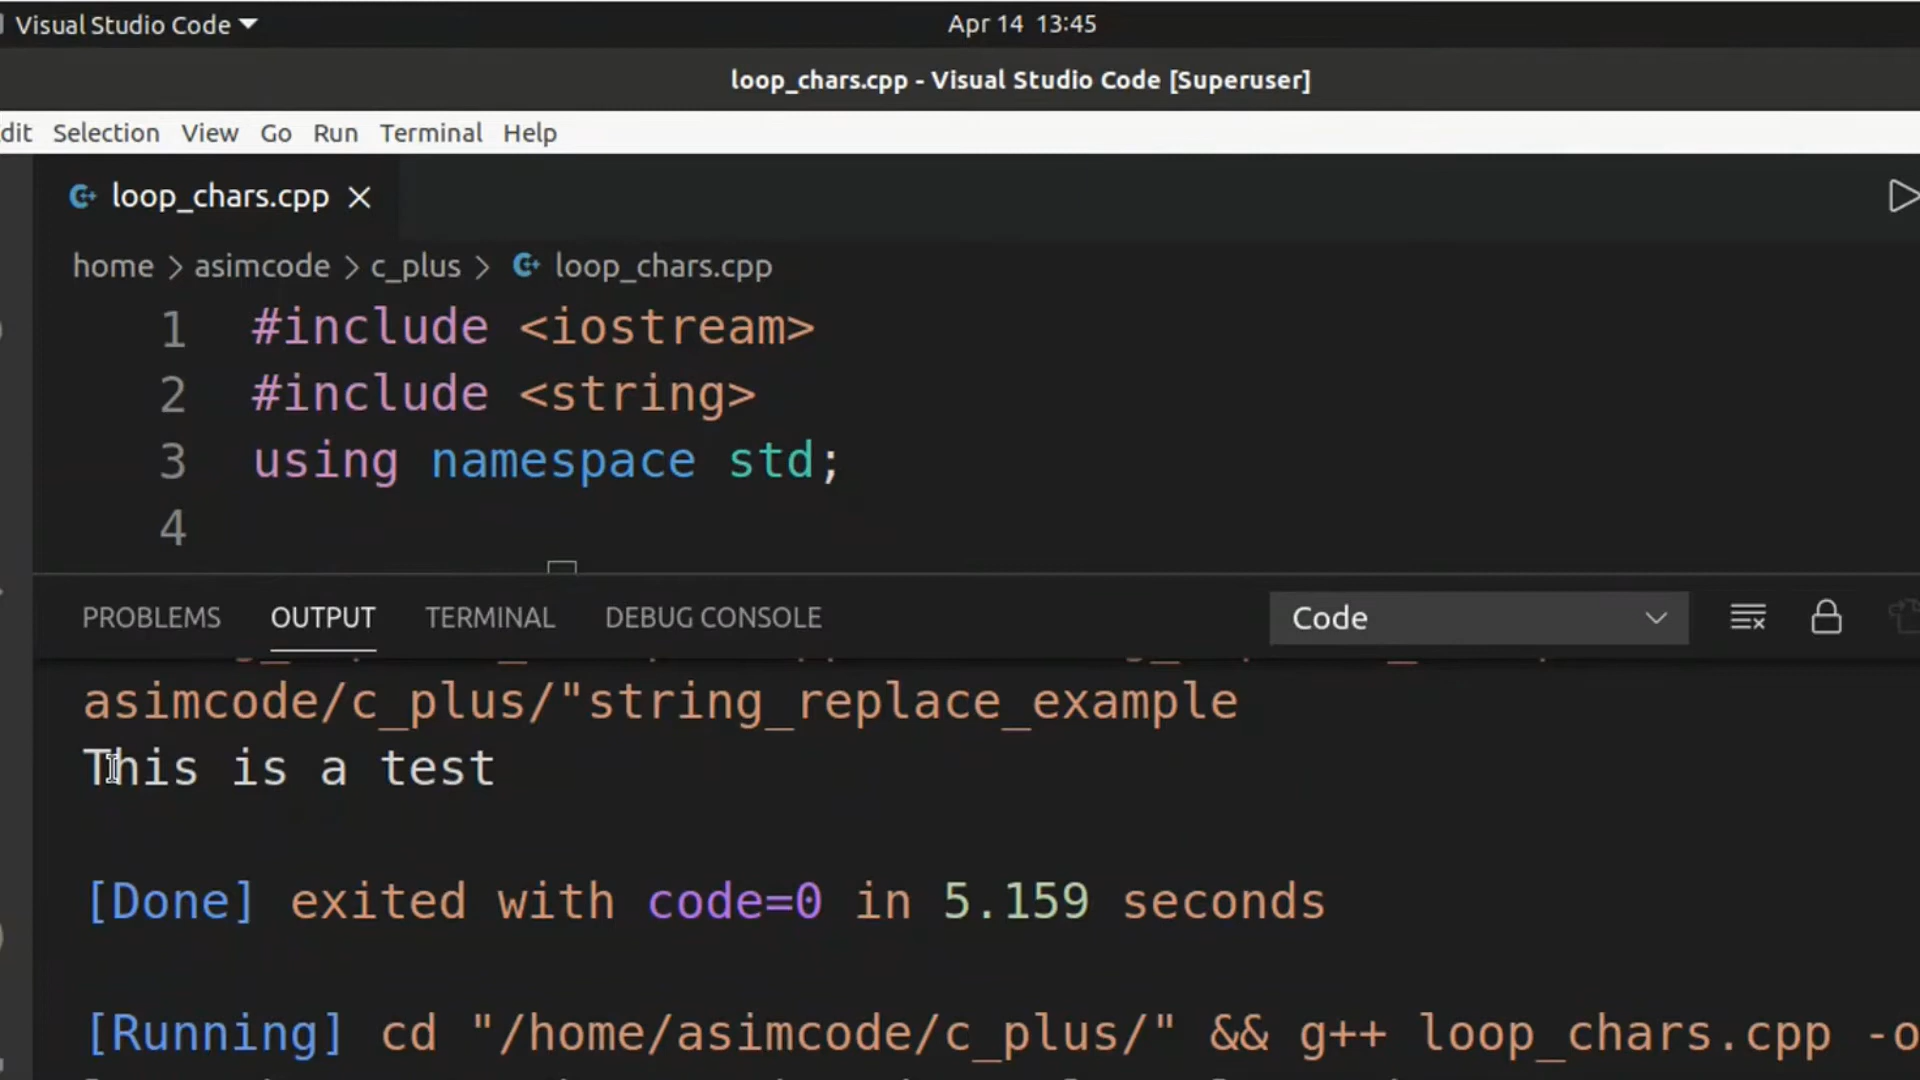 Visual Studio Code
Apr 14 13:45
loop_chars.cpp - Visual Studio Code [Superuser]
dit Selection View Go Run Terminal Help
loop_chars.cpp
home > asimcode > c_plus > loop_chars.cpp
1 #include <iostream>
2 #include <string>
3 using namespace std;
4
PROBLEMS OUTPUT TERMINAL DEBUG CONSOLE Code
asimcode/c_plus/"string_replace_example
This is a test
[Done] exited with code=0 in 5.159 seconds
[Running] cd "/home/asimcode/c_plus/" && g++ loop_chars.cpp -o